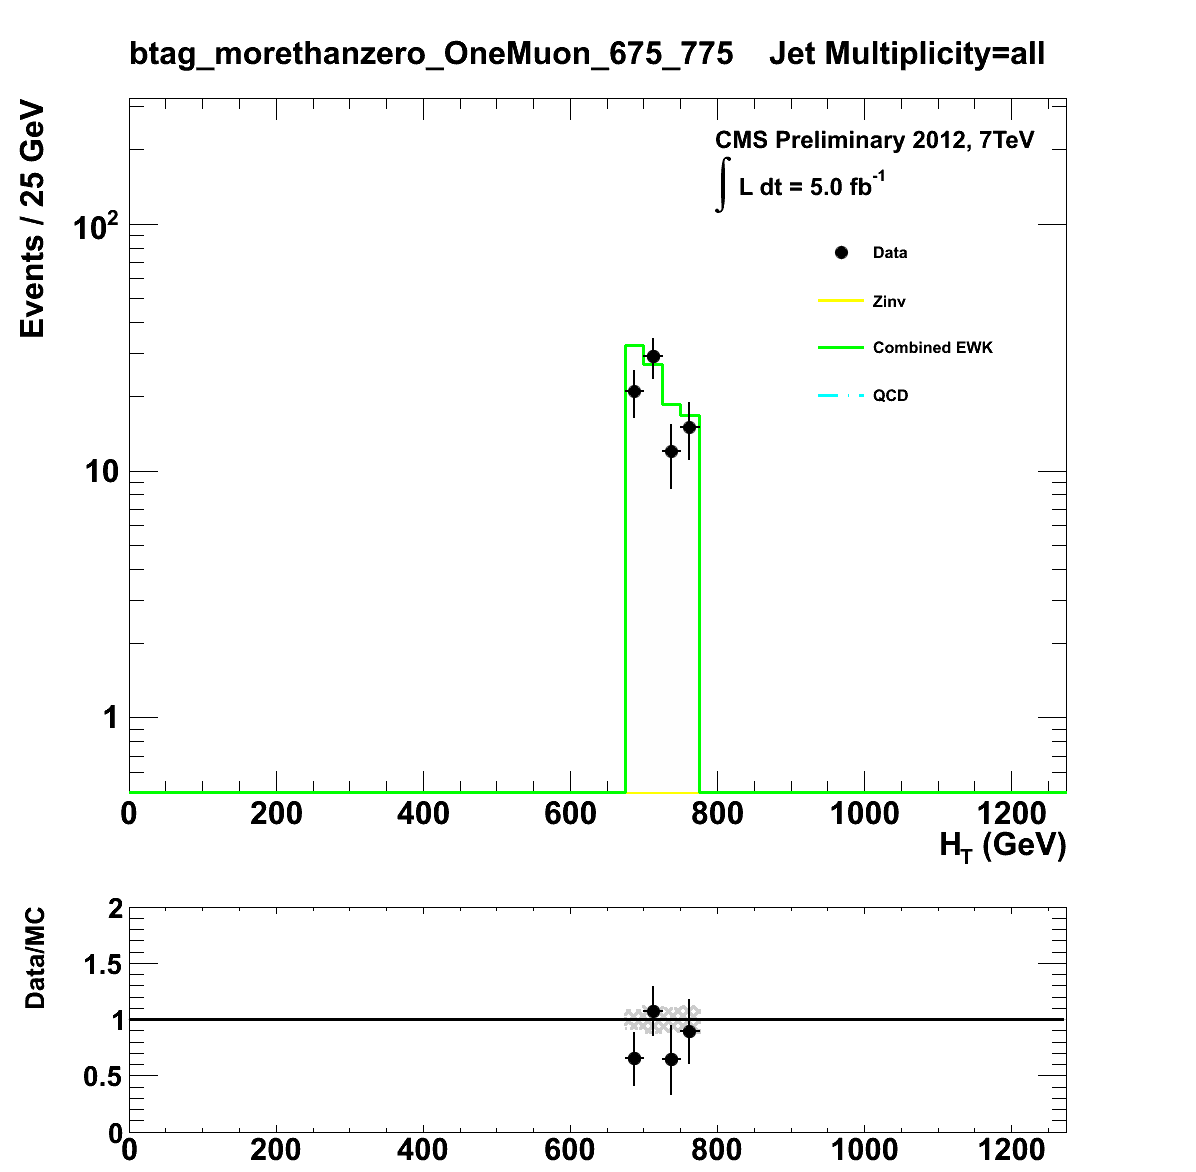 btag_morethanzero_OneMuon_675_775 Jet Multiplicity=all
Events / 25 GeV
CMS Preliminary 2012, 7TeV
∫ L dt = 5.0 fb⁻¹
Data
Zinv
Combined EWK
QCD
10²
10
1
0 200 400 600 800 1000 1200
H_T (GeV)
Data/MC
2
1.5
1
0.5
0
0 200 400 600 800 1000 1200